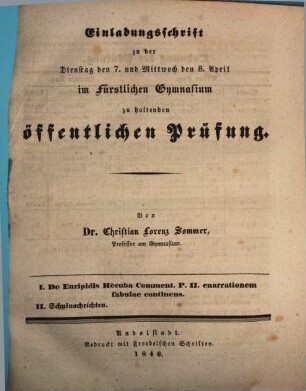 Einladungsschrift
zu der
Dienstag den 7. und Mittwoch den 8. April
im Fürstlichen Gymnasium
zu haltenden
öffentlichen Prüfung.
Von
Dr. Christian Lorenz Sommer,
Professor am Gymnasium.
I. De Euripidis Hecuba Comment. P. II. enarrationem
fabulae continens.
II. Schulnachrichten.
Rudolstadt.
Gedruckt mit Froebelschen Schriften.
1840.